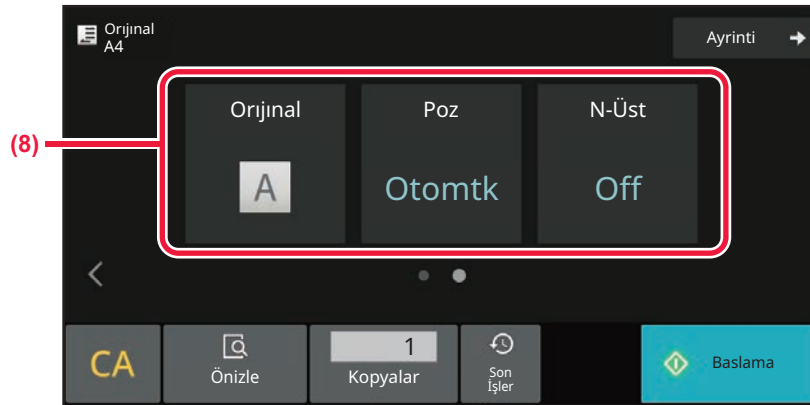 Orıjınal
A4
Ayrinti
(8)
Orıjınal
Poz
N-Üst
A
Otomtk
Off
CA
Önizle
1
Kopyalar
Son
İşler
Baslama